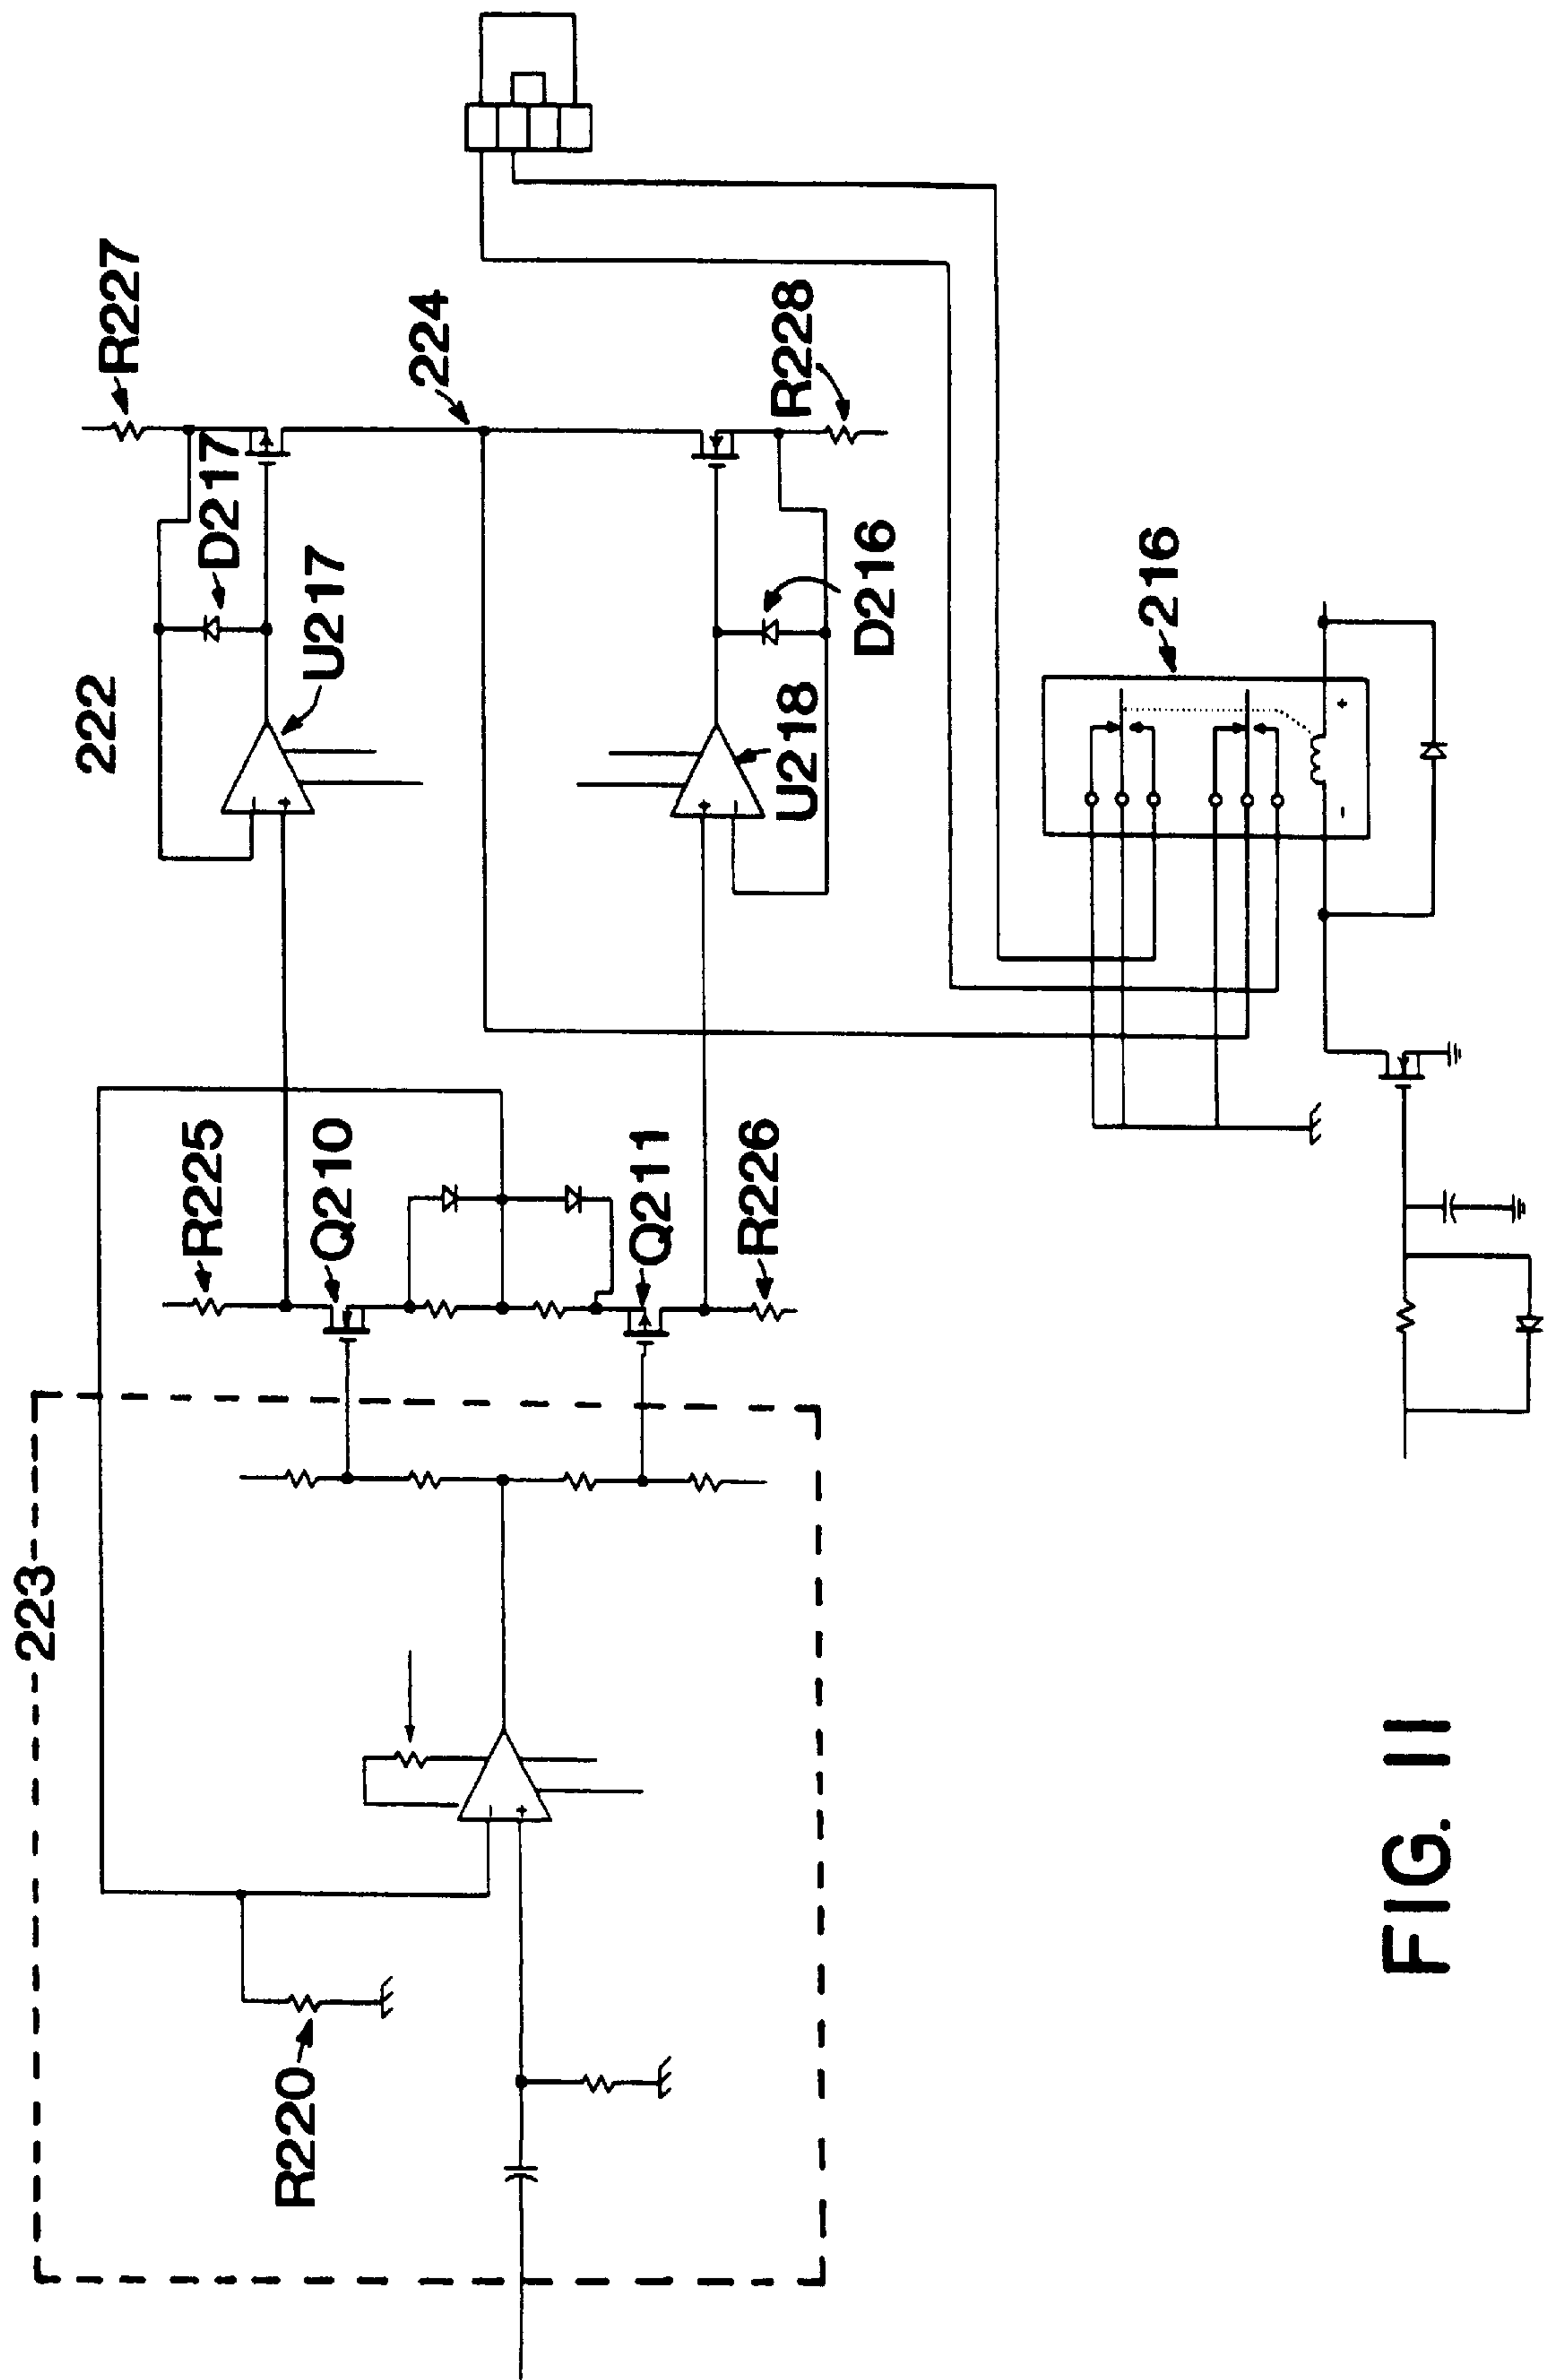 222
R227
D217
U217
224
R228
D216
U218
216
R225
Q210
Q211
R226
223
R220
− +
+ −
− +
− +
FIG. 11